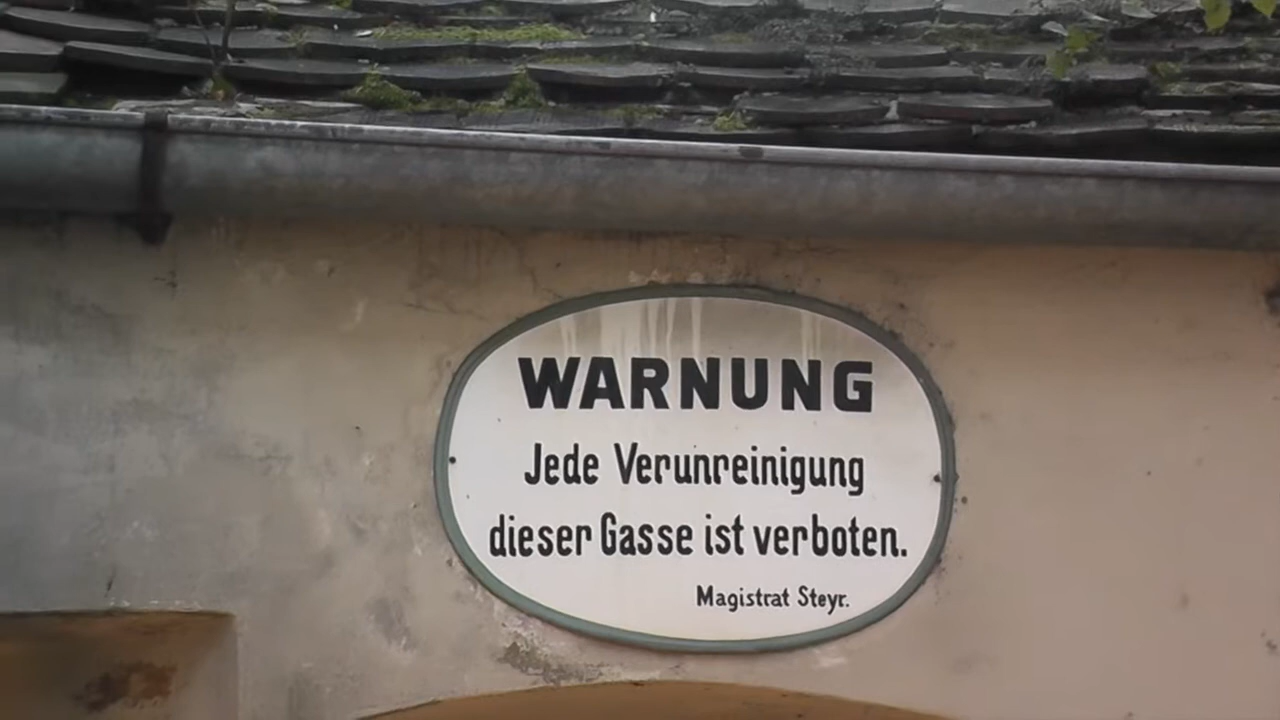 WARNUNG
Jede Verunreinigung
dieser Gasse ist verboten.
Magistrat Steyr.